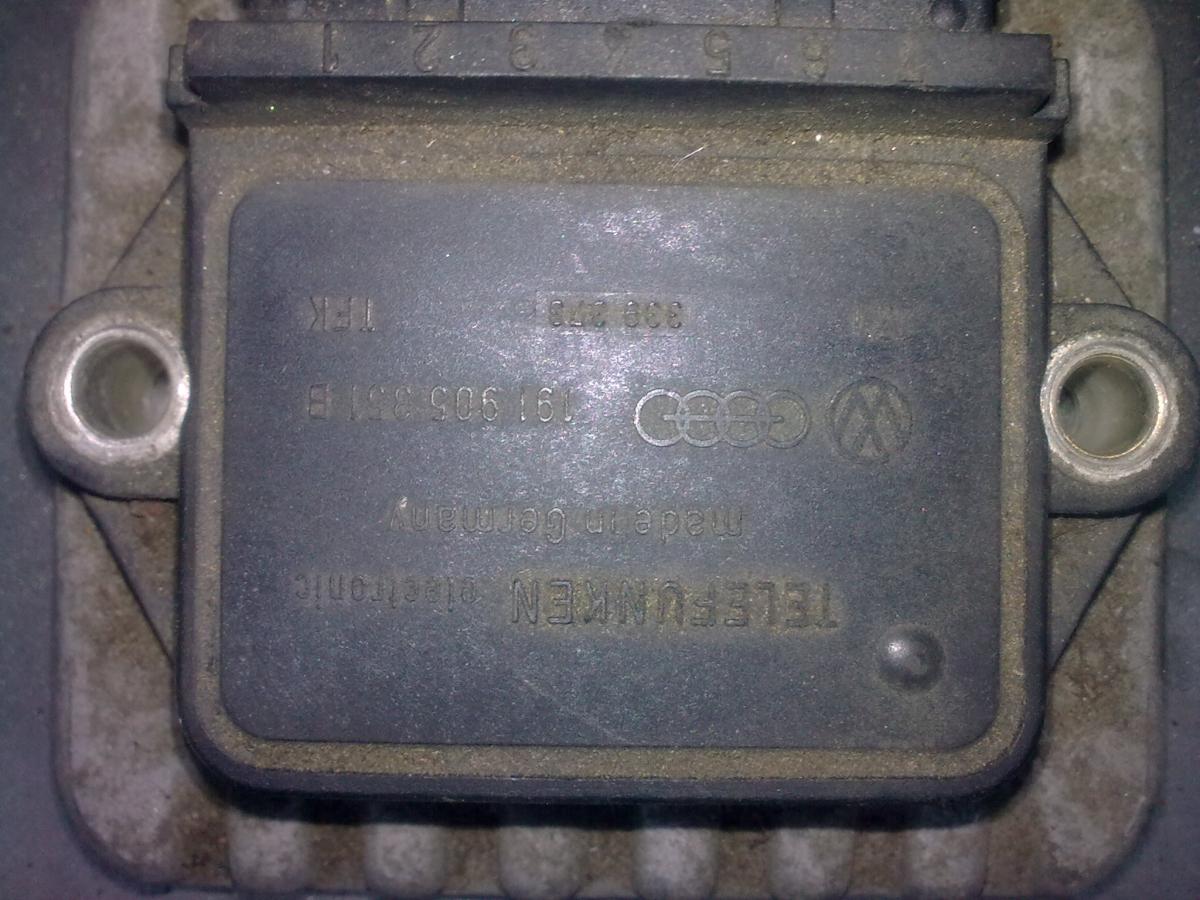 TELEFUNKEN electronic
made in Germany
191 905 351 B
TFK
7 6 5 4 3 2 1